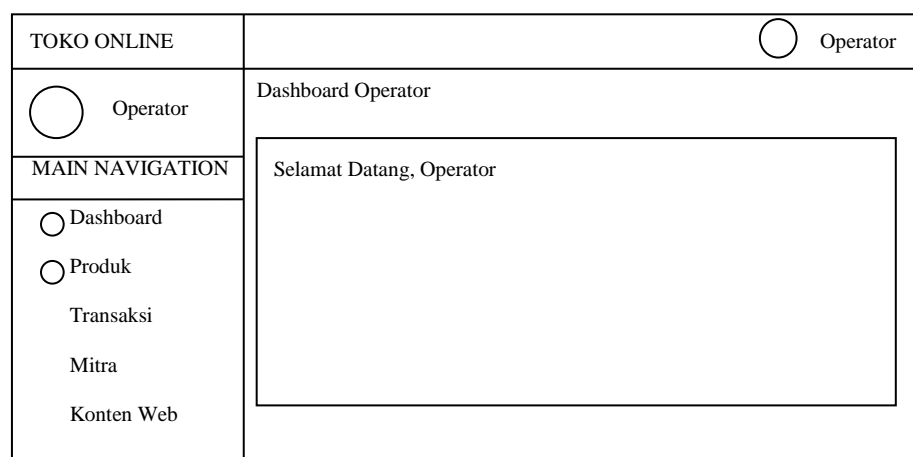 TOKO ONLINE
Operator
Operator
Dashboard Operator
MAIN NAVIGATION
Selamat Datang, Operator
Dashboard
Produk
Transaksi
Mitra
Konten Web